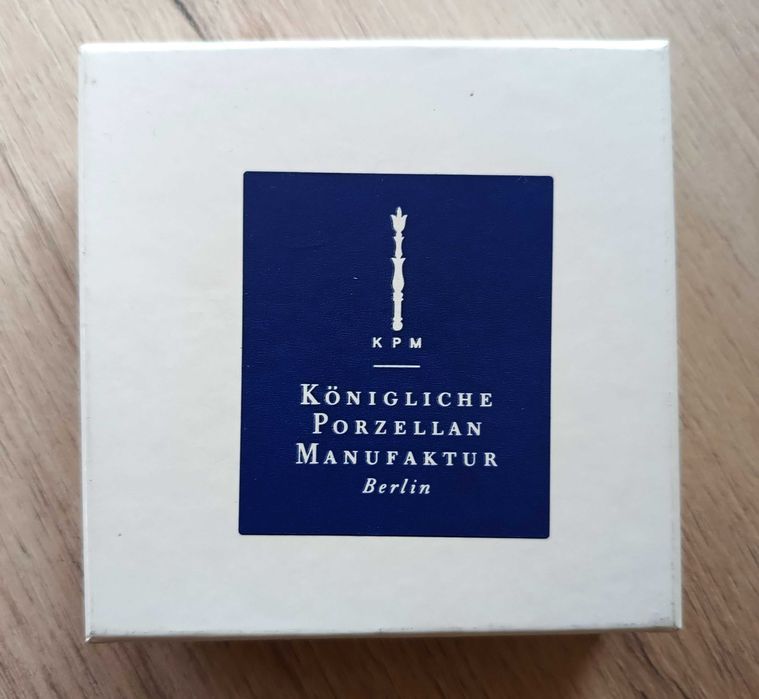 KPM
KÖNIGLICHE
PORZELLAN
MANUFAKTUR
Berlin